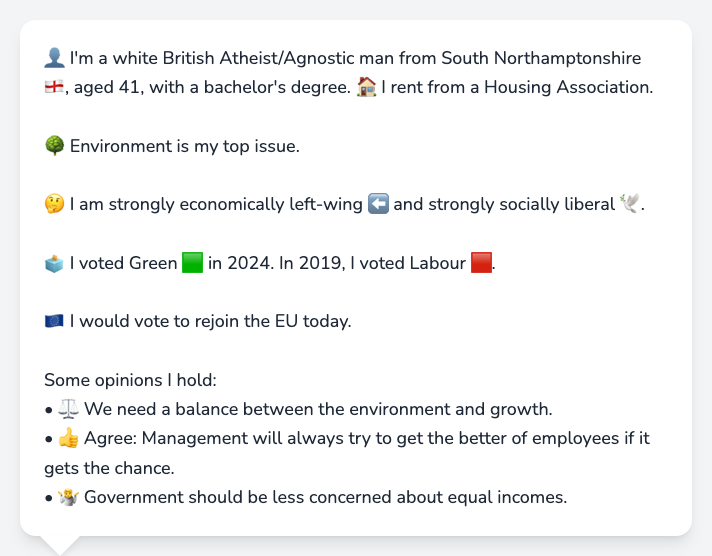 👤 I'm a white British Atheist/Agnostic man from South Northamptonshire
🏴󠁧󠁢󠁥󠁮󠁧󠁿, aged 41, with a bachelor's degree. 🏠 I rent from a Housing Association.
🌳 Environment is my top issue.
🤔 I am strongly economically left-wing ⬅️ and strongly socially liberal 🕊️.
🗳️ I voted Green 🟩 in 2024. In 2019, I voted Labour 🟥.
🇪🇺 I would vote to rejoin the EU today.
Some opinions I hold:
• ⚖️ We need a balance between the environment and growth.
• 👍 Agree: Management will always try to get the better of employees if it
gets the chance.
• 🤷 Government should be less concerned about equal incomes.